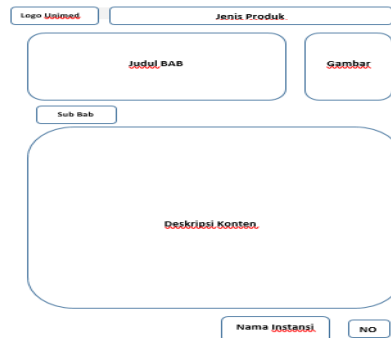 Logo Unimed
Jenis Produk
Judul BAB
Gambar
Sub Bab
Deskripsi Konten
Nama Instansi
NO